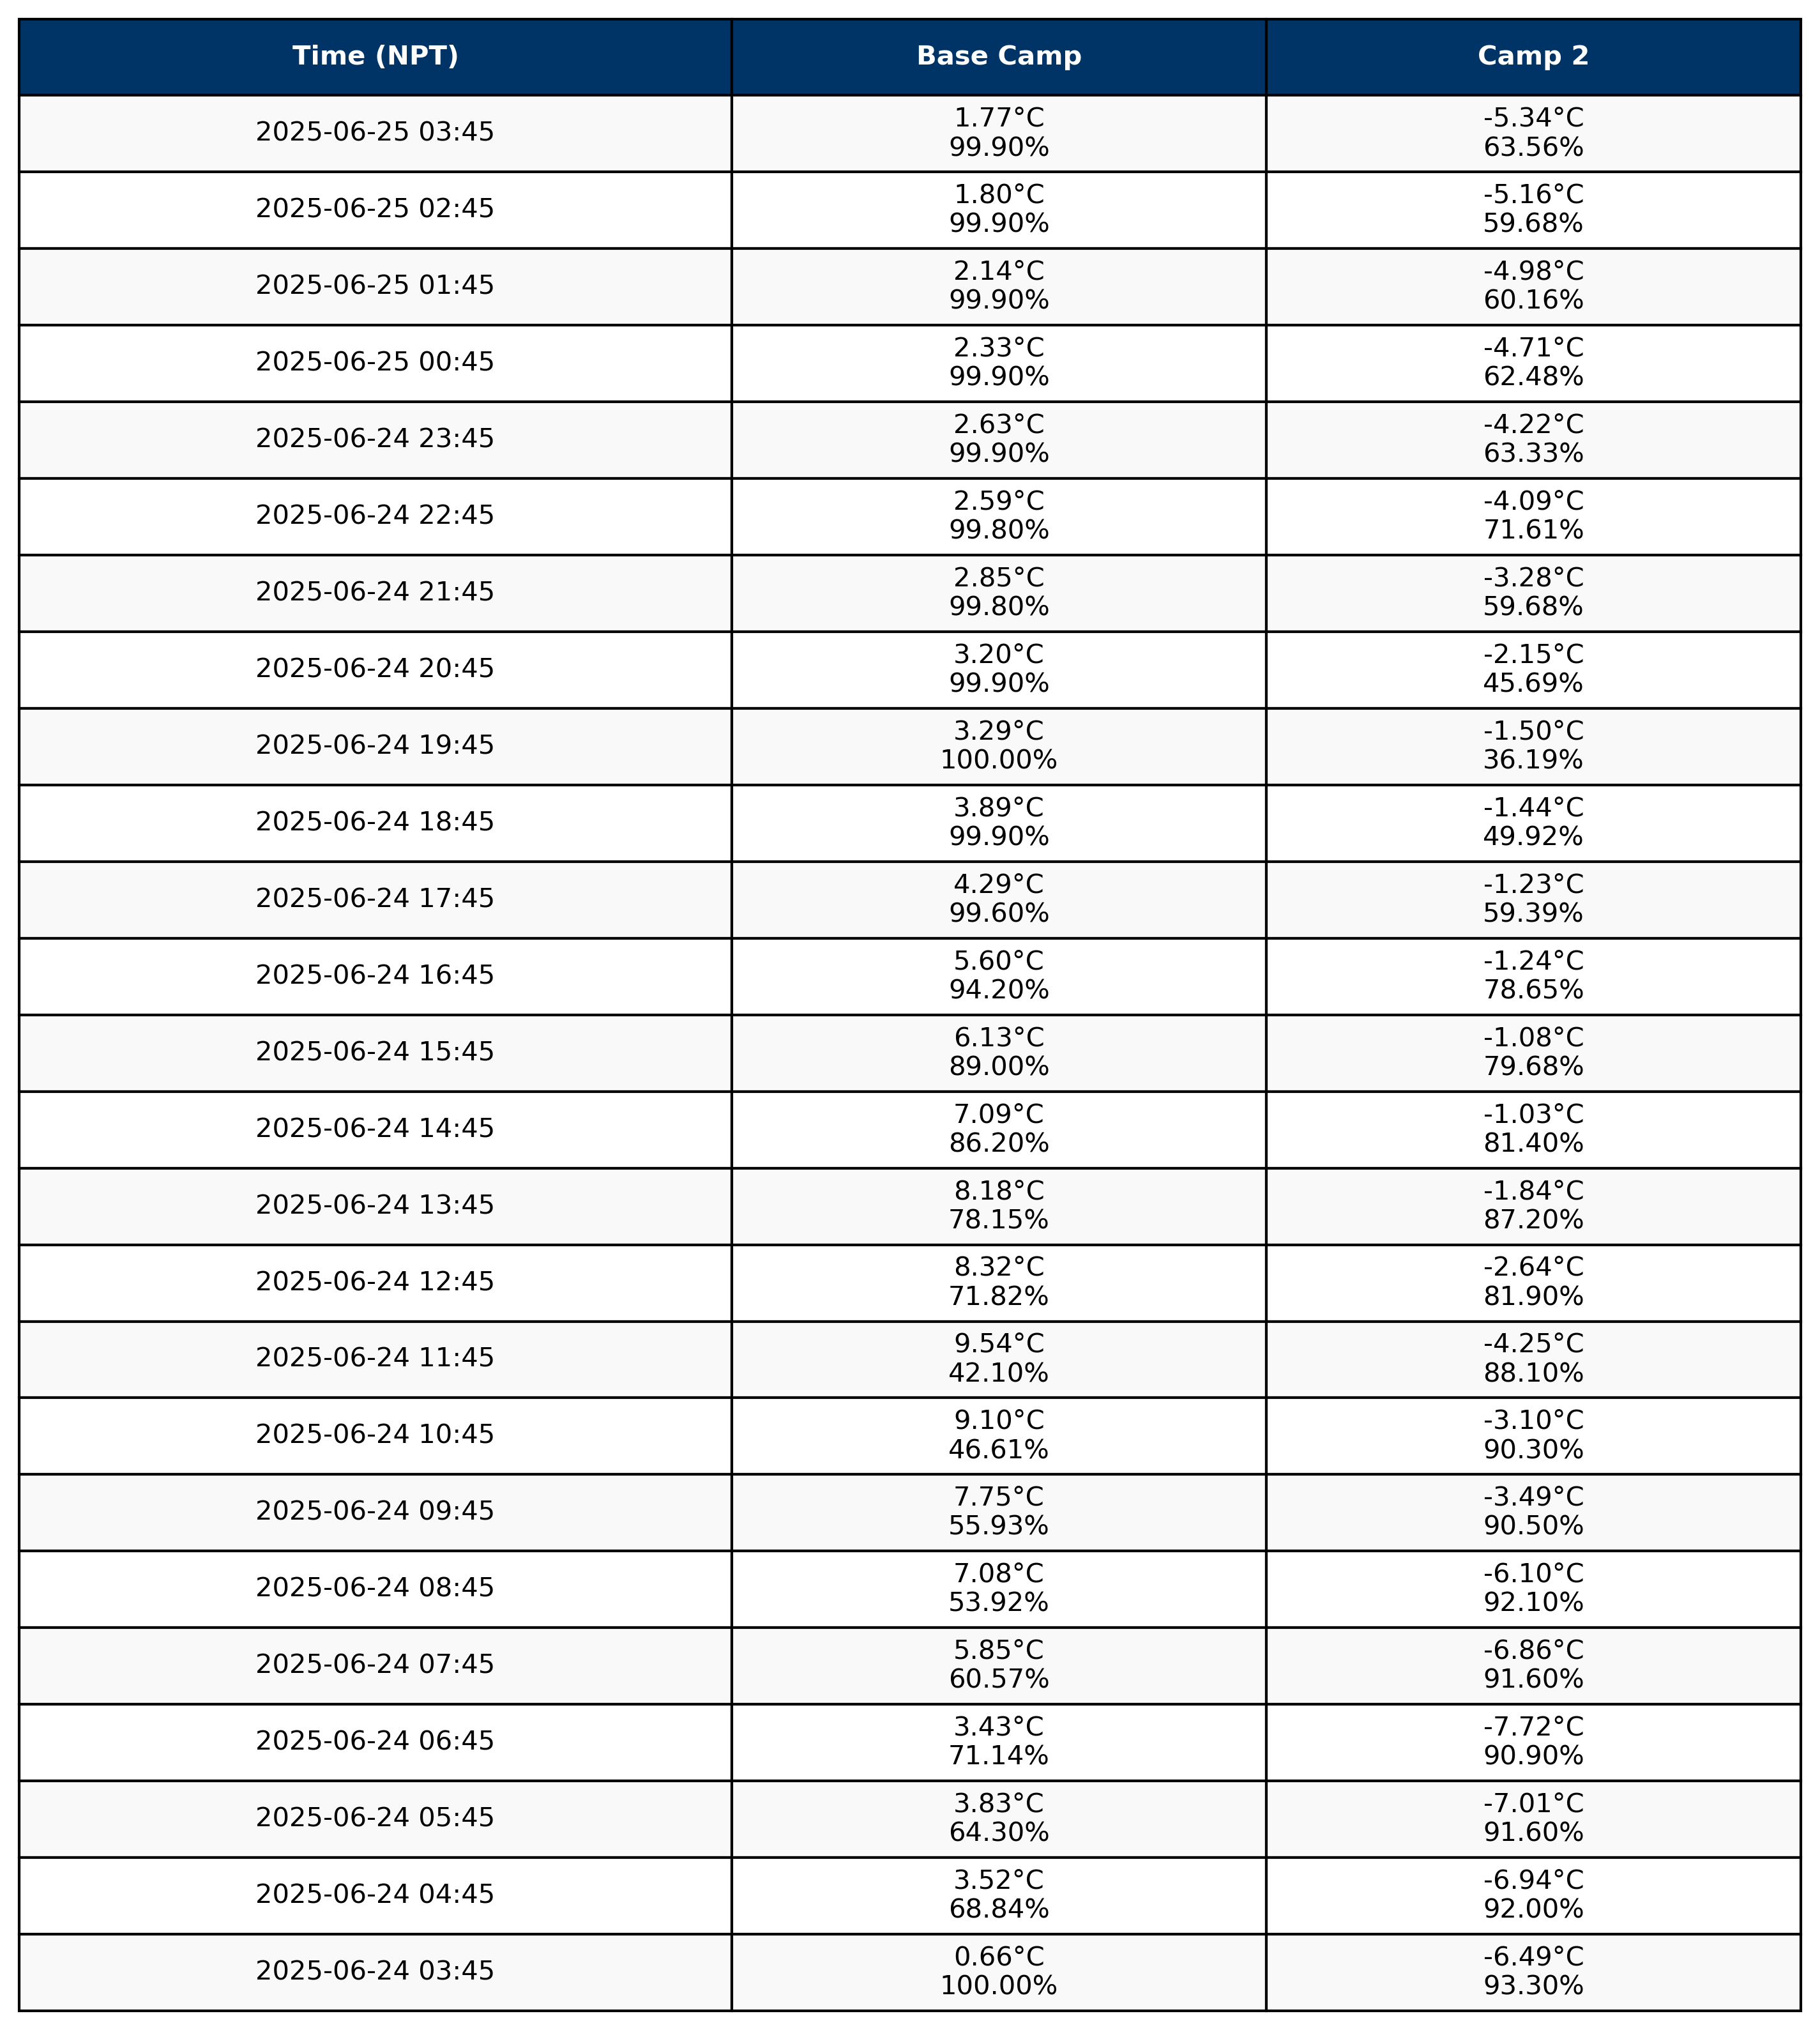 Time (NPT) Base Camp Camp 2
2025-06-25 03:45 1.77°C -5.34°C
99.90% 63.56%
2025-06-25 02:45 1.80°C -5.16°C
99.90% 59.68%
2025-06-25 01:45 2.14°C -4.98°C
99.90% 60.16%
2025-06-25 00:45 2.33°C -4.71°C
99.90% 62.48%
2025-06-24 23:45 2.63°C -4.22°C
99.90% 63.33%
2025-06-24 22:45 2.59°C -4.09°C
99.80% 71.61%
2025-06-24 21:45 2.85°C -3.28°C
99.80% 59.68%
2025-06-24 20:45 3.20°C -2.15°C
99.90% 45.69%
2025-06-24 19:45 3.29°C -1.50°C
100.00% 36.19%
2025-06-24 18:45 3.89°C -1.44°C
99.90% 49.92%
2025-06-24 17:45 4.29°C -1.23°C
99.60% 59.39%
2025-06-24 16:45 5.60°C -1.24°C
94.20% 78.65%
2025-06-24 15:45 6.13°C -1.08°C
89.00% 79.68%
2025-06-24 14:45 7.09°C -1.03°C
86.20% 81.40%
2025-06-24 13:45 8.18°C -1.84°C
78.15% 87.20%
2025-06-24 12:45 8.32°C -2.64°C
71.82% 81.90%
2025-06-24 11:45 9.54°C -4.25°C
42.10% 88.10%
2025-06-24 10:45 9.10°C -3.10°C
46.61% 90.30%
2025-06-24 09:45 7.75°C -3.49°C
55.93% 90.50%
2025-06-24 08:45 7.08°C -6.10°C
53.92% 92.10%
2025-06-24 07:45 5.85°C -6.86°C
60.57% 91.60%
2025-06-24 06:45 3.43°C -7.72°C
71.14% 90.90%
2025-06-24 05:45 3.83°C -7.01°C
64.30% 91.60%
2025-06-24 04:45 3.52°C -6.94°C
68.84% 92.00%
2025-06-24 03:45 0.66°C -6.49°C
100.00% 93.30%